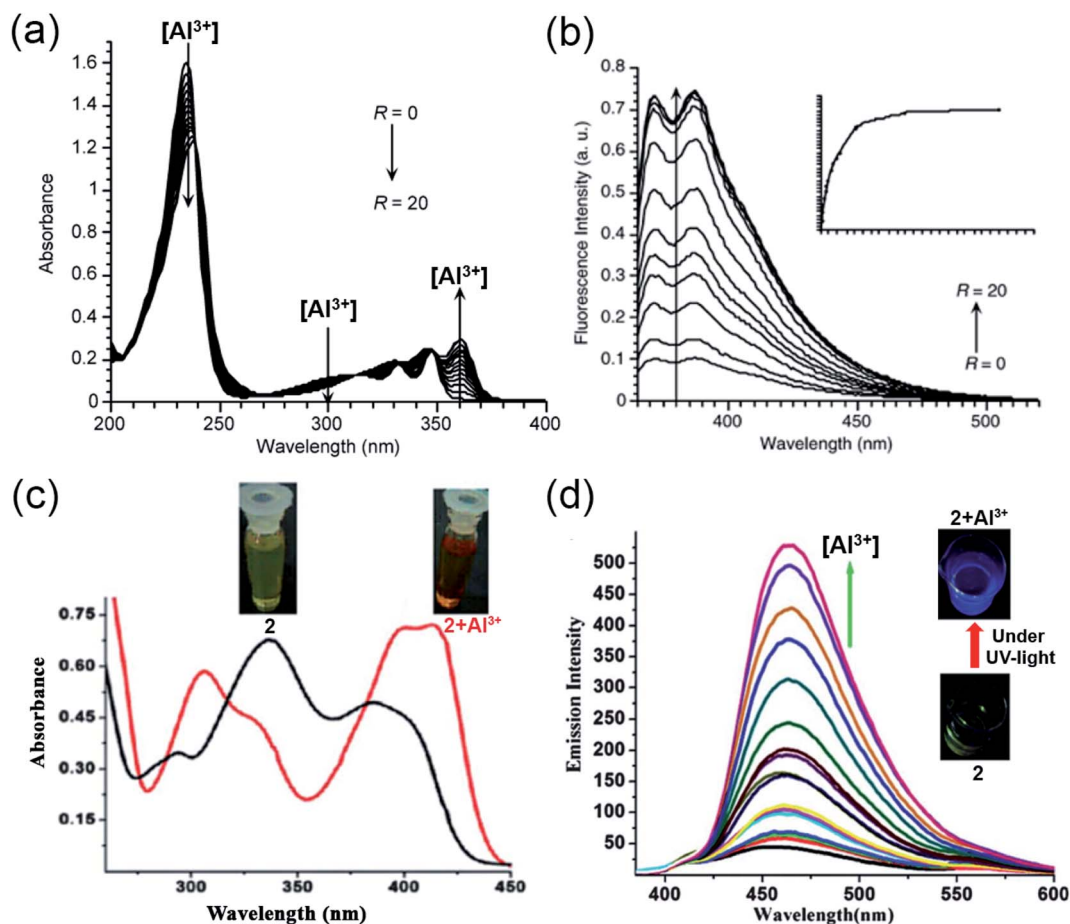 (a)
[Al³⁺]
1.6
1.4
1.2
1
0.8
0.6
0.4
0.2
0
Absorbance
R = 0
R = 20
[Al³⁺]
[Al³⁺]
200
250
300
350
400
Wavelength (nm)
(b)
0.8
0.7
0.6
0.5
0.4
0.3
0.2
0.1
0
Fluorescence Intensity (a. u.)
R = 20
R = 0
400
450
500
Wavelength (nm)
(c)
2
2+Al³⁺
0.75
0.60
0.45
0.30
0.15
Absorbance
300
350
400
450
Wavelength (nm)
(d)
2+Al³⁺
[Al³⁺]
Under
UV-light
2
500
450
400
350
300
250
200
150
100
50
Emission Intensity
400
450
500
550
600
Wavelength(nm)